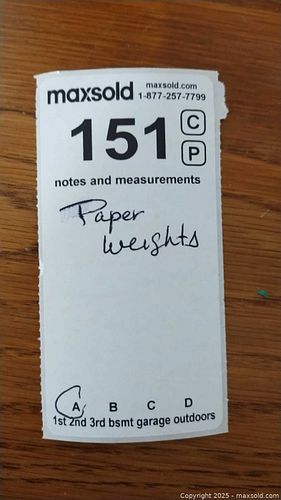 maxsold maxsold.com
1-877-257-7799
151 C
P
notes and measurements
Paper
weights
A B C D
1st 2nd 3rd bsmt garage outdoors
Copyright © 2025 - maxsold.com